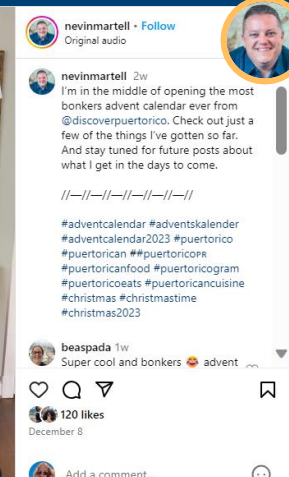 nevinmartell • Follow
Original audio
nevinmartell 2w
I'm in the middle of opening the most
bonkers advent calendar ever from
@discoverpuertorico. Check out just a
few of the things I've gotten so far.
And stay tuned for future posts about
what I get in the days to come.
//—//—//—//—//—//—//
#adventcalendar #adventskalender
#adventcalendar2023 #puertorico
#puertorican ##puertoricoᴘʀ
#puertoricanfood #puertoricogram
#puertoricoeats #puertoricancuisine
#christmas #christmastime
#christmas2023
beaspada 1w
Super cool and bonkers 😂 advent
120 likes
December 8
Add a comment...